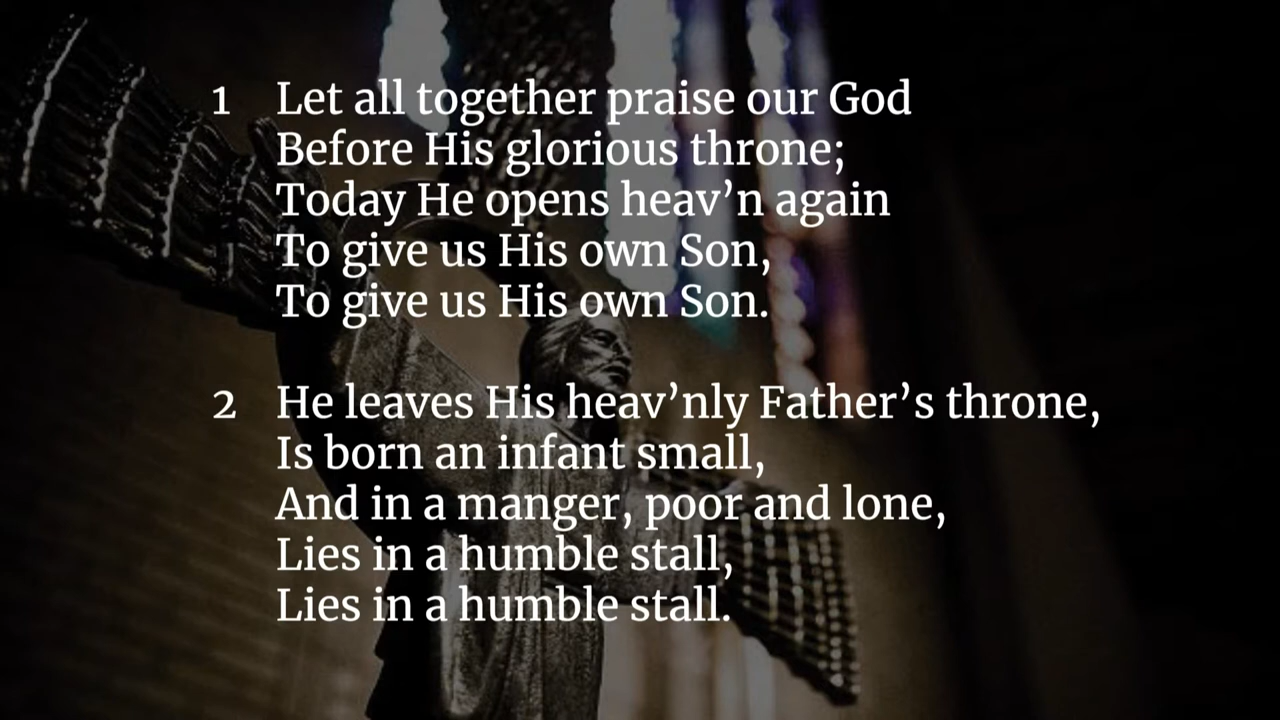 1 Let all together praise our God
Before His glorious throne;
Today He opens heav’n again
To give us His own Son,
To give us His own Son.
2 He leaves His heav’nly Father’s throne,
Is born an infant small,
And in a manger, poor and lone,
Lies in a humble stall,
Lies in a humble stall.